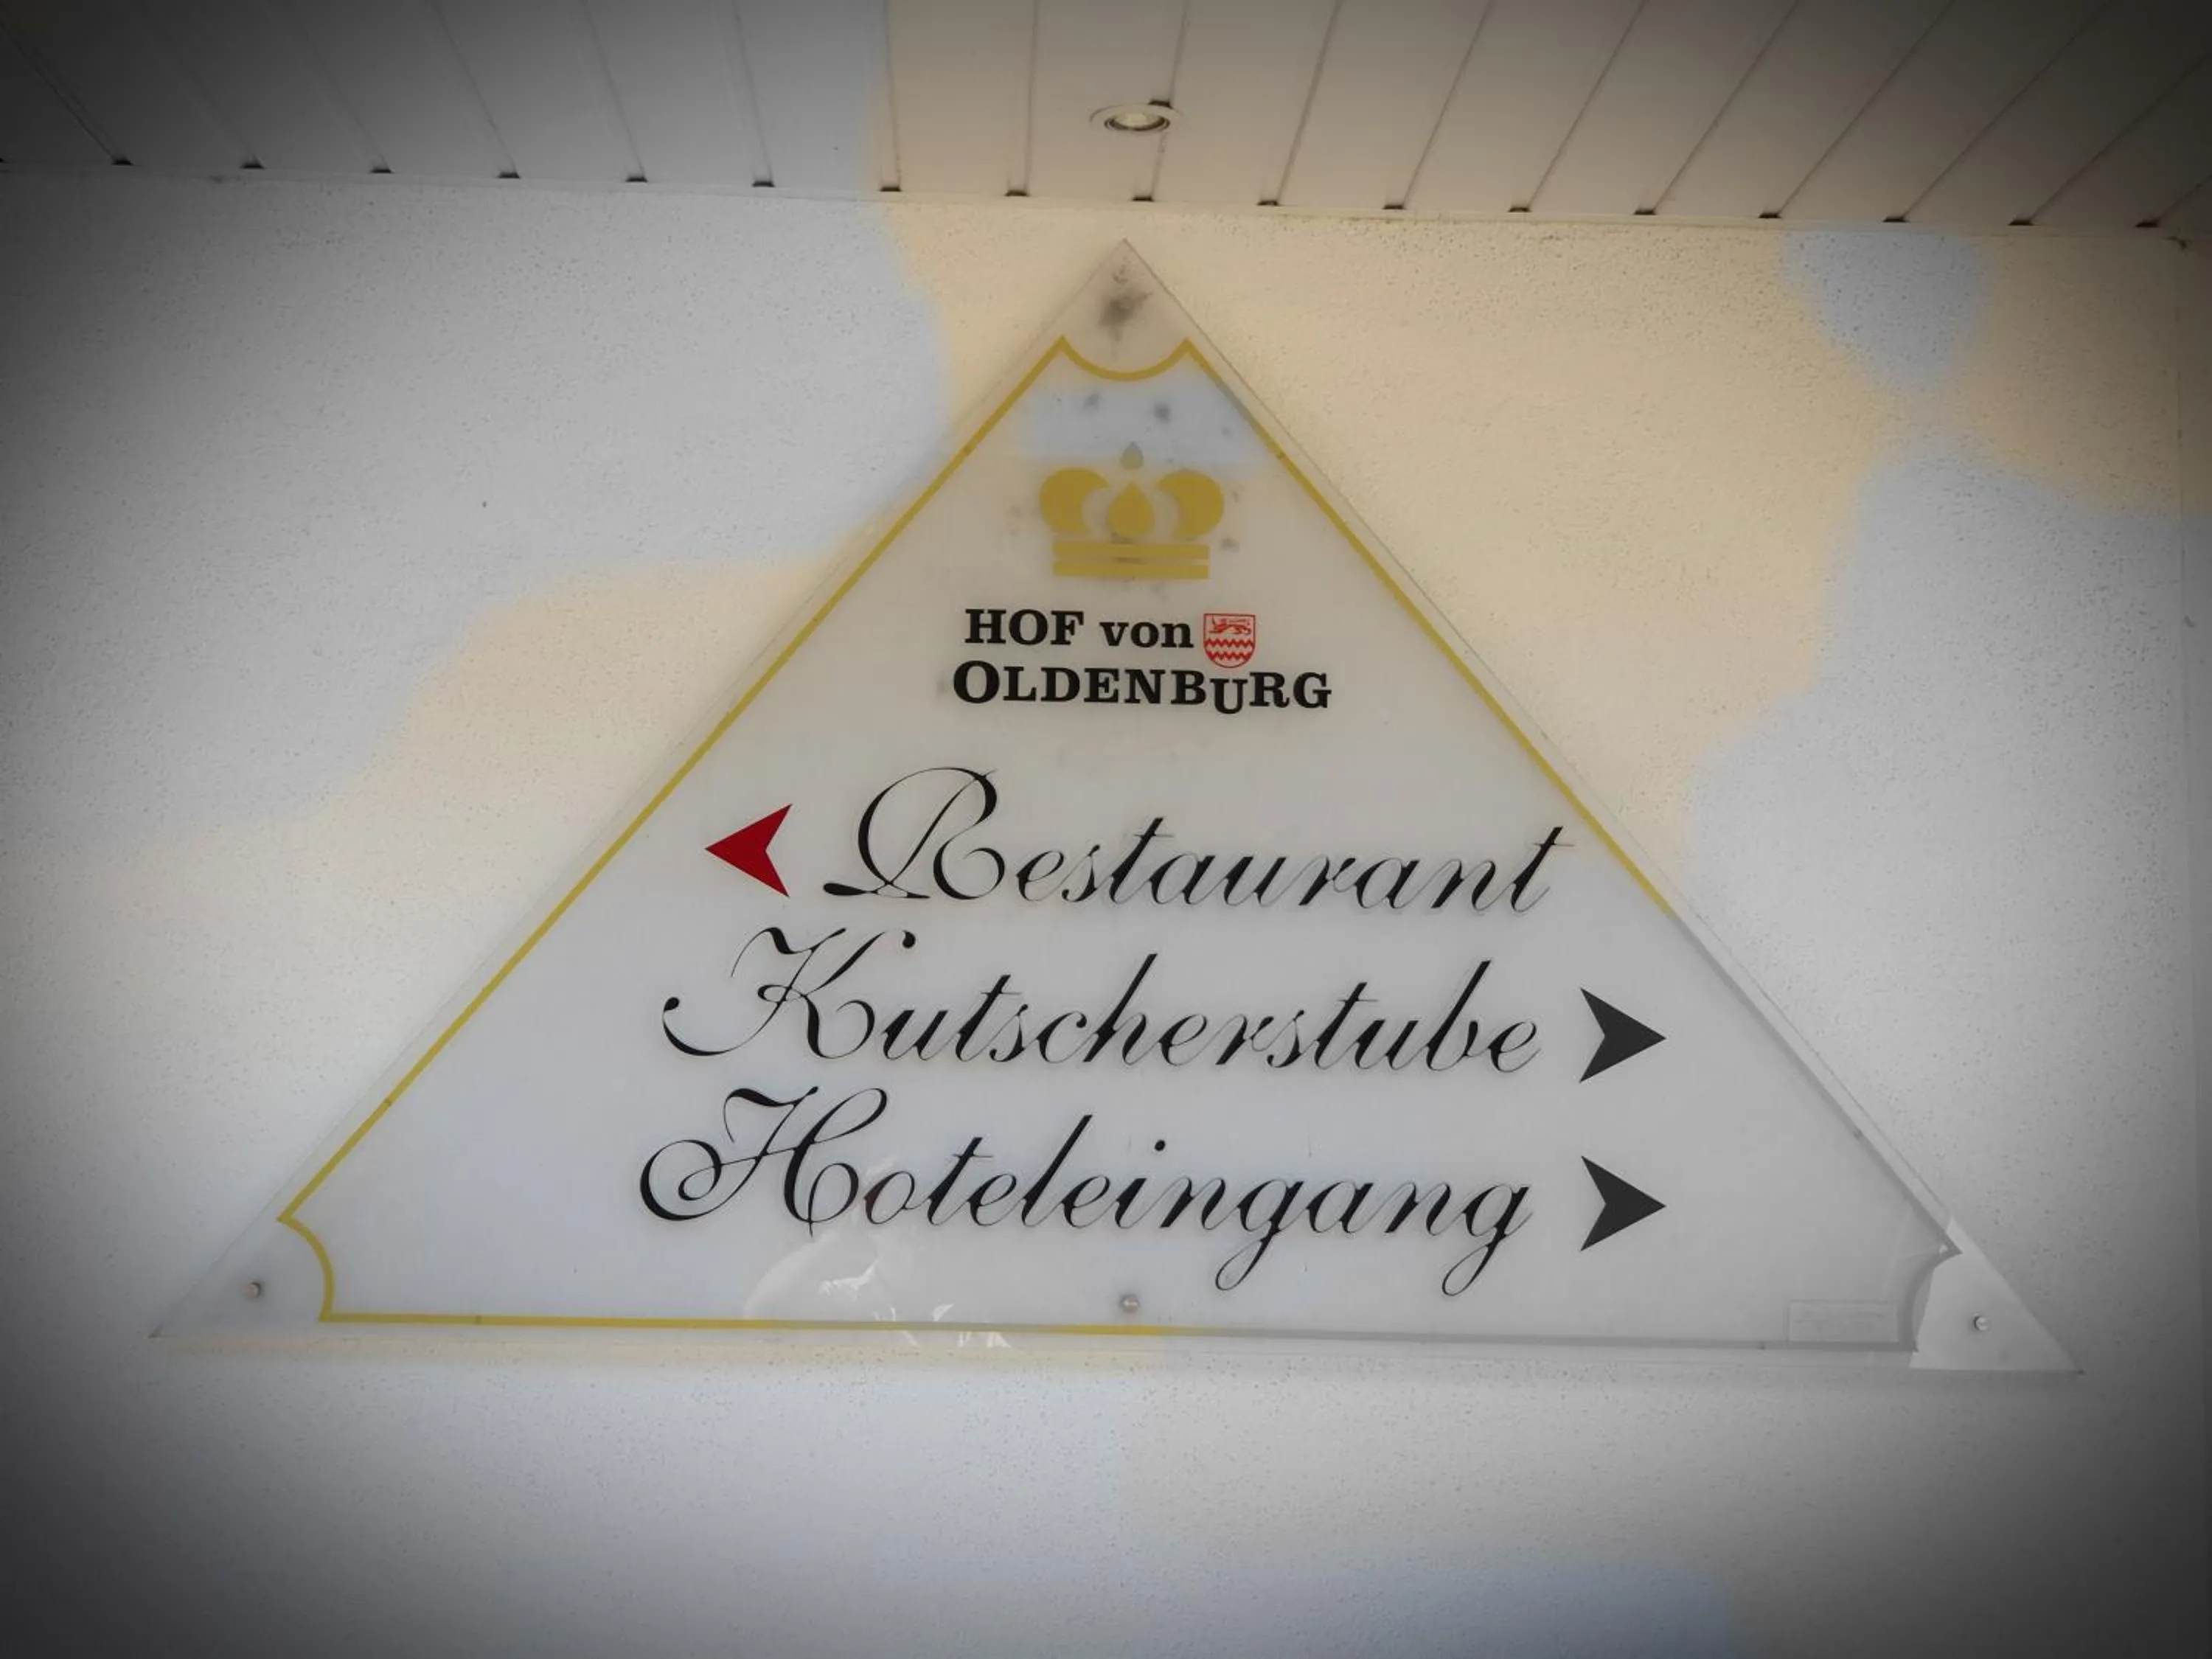 HOF von
OLDENBURG
Restaurant
Kutscherstube
Hoteleingang